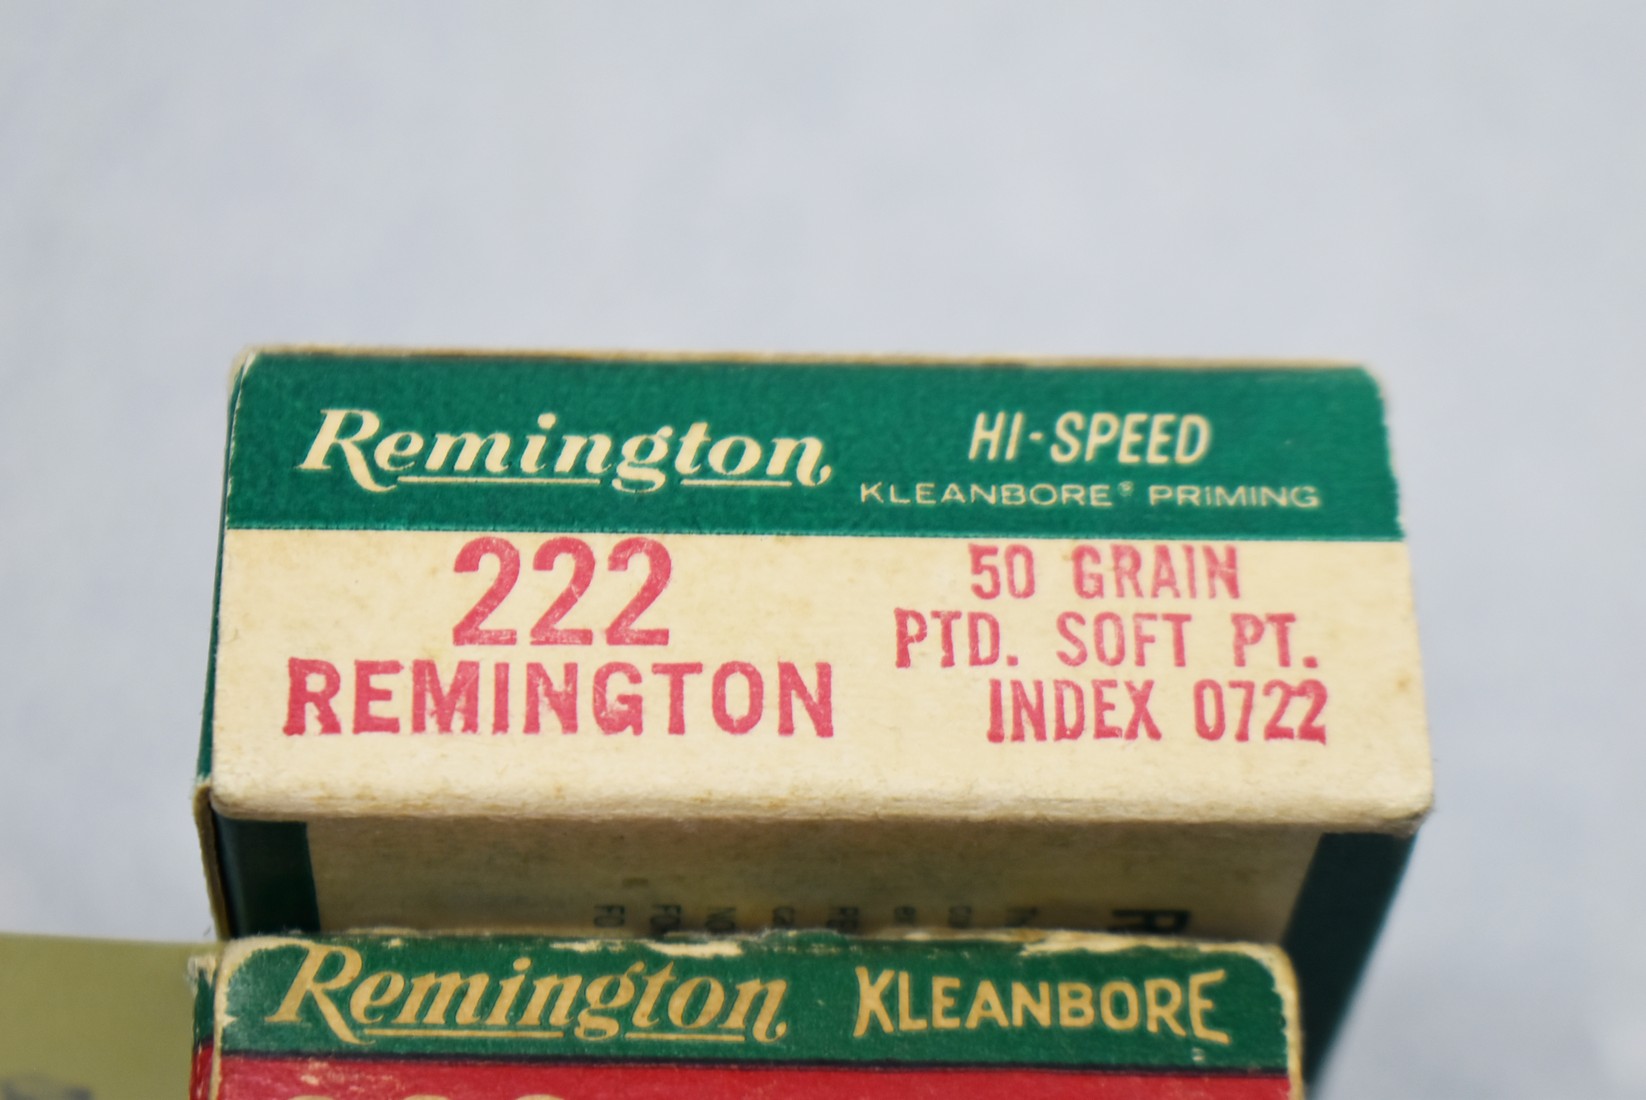 Remington HI-SPEED
KLEANBORE® PRIMING
222
REMINGTON
50 GRAIN
PTD. SOFT PT.
INDEX 0722
Remington KLEANBORE